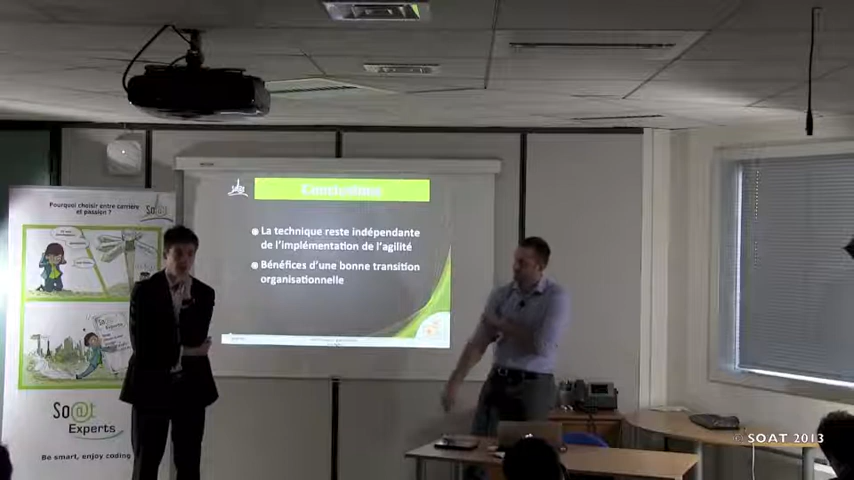 Pourquoi choisir entre carrière
et passion ?
So@t
Conclusions
La technique reste indépendante
de l'implémentation de l'agilité
Bénéfices d'une bonne transition
organisationnelle
So@t
Experts
Be smart, enjoy coding
©SOAT 2013